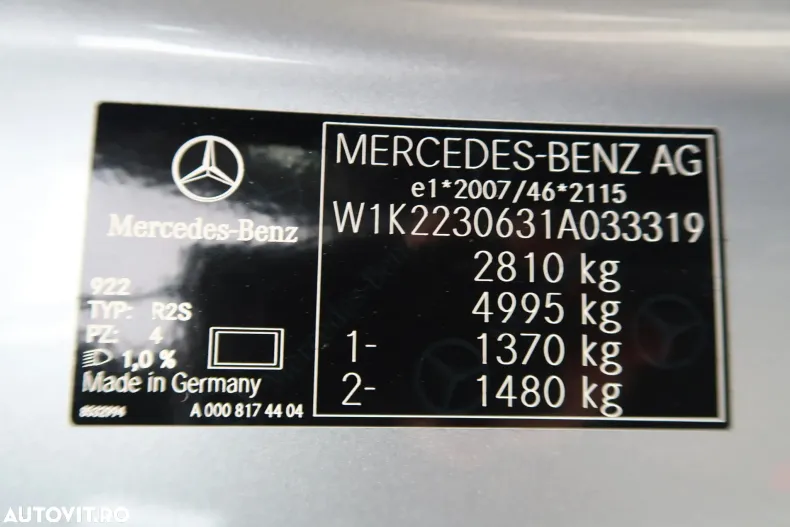 Mercedes-Benz
922
TYP: R2S
PZ: 4
1,0 %
Made in Germany
A 000 817 44 04
MERCEDES-BENZ AG
e1*2007/46*2115
W1K2230631A033319
2810 kg
4995 kg
1- 1370 kg
2- 1480 kg
AUTOVIT.RO